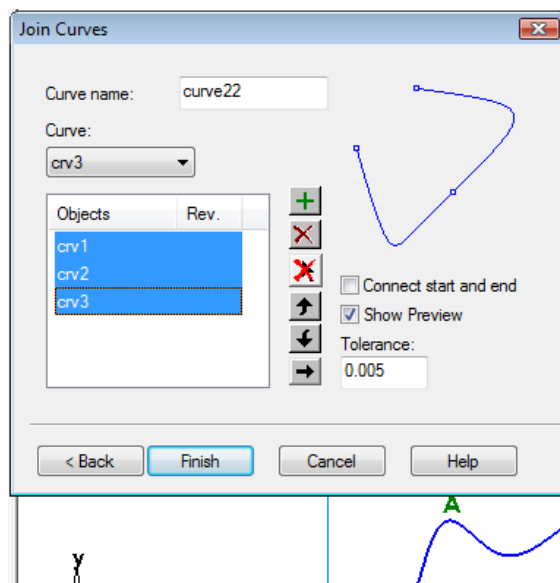 Join Curves
Curve name: curve22
Curve:
crv3
Objects Rev.
crv1
crv2
crv3
Connect start and end
Show Preview
Tolerance:
0.005
< Back Finish Cancel Help
A
y